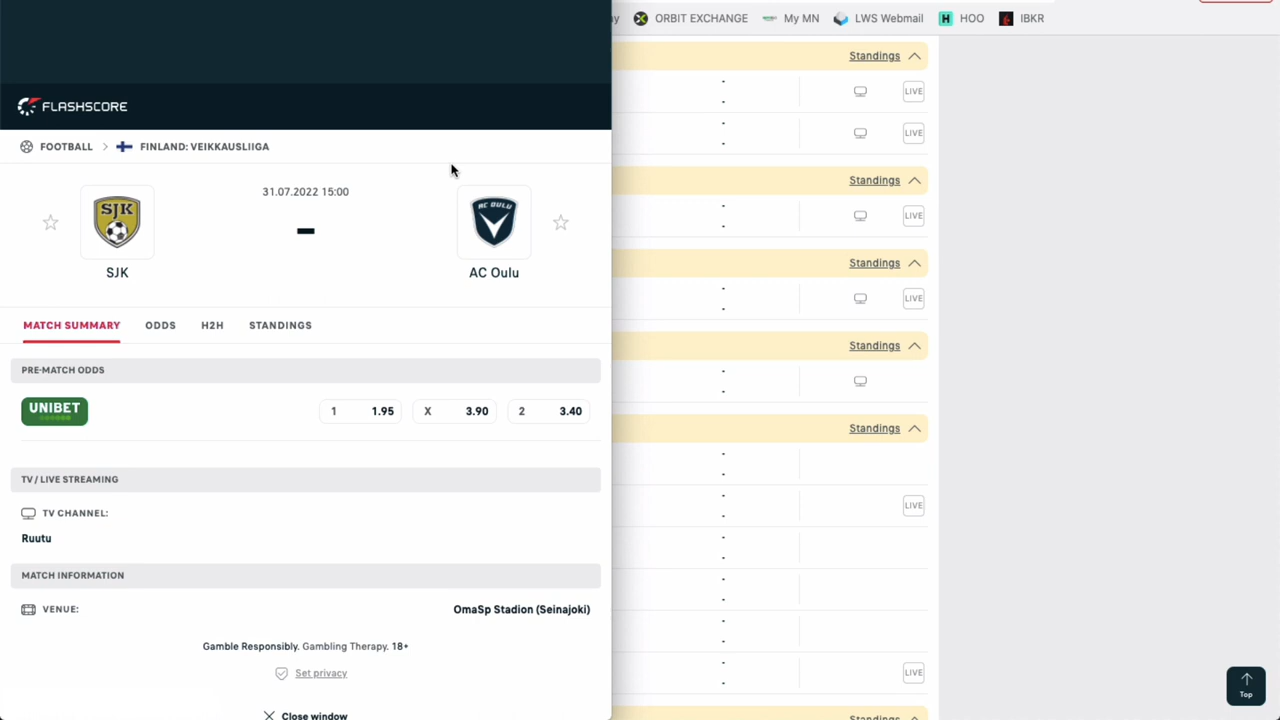 ORBIT EXCHANGE
My MN
LWS Webmail
H
HOO
IBKR
FLASHSCORE
FOOTBALL
FINLAND: VEIKKAUSLIIGA
31.07.2022 15:00
SJK
AC OULU
-
SJK
AC Oulu
MATCH SUMMARY
ODDS
H2H
STANDINGS
PRE-MATCH ODDS
UNIBET
1 1.95
X 3.90
2 3.40
TV / LIVE STREAMING
TV CHANNEL:
Ruutu
MATCH INFORMATION
VENUE:
OmaSp Stadion (Seinajoki)
Gamble Responsibly. Gambling Therapy. 18+
Set privacy
Close window
Standings
-
-
LIVE
-
-
LIVE
Standings
-
-
LIVE
Standings
-
-
LIVE
Standings
-
-
Standings
-
-
-
-
LIVE
-
-
-
-
-
-
-
-
LIVE
Standings
Top